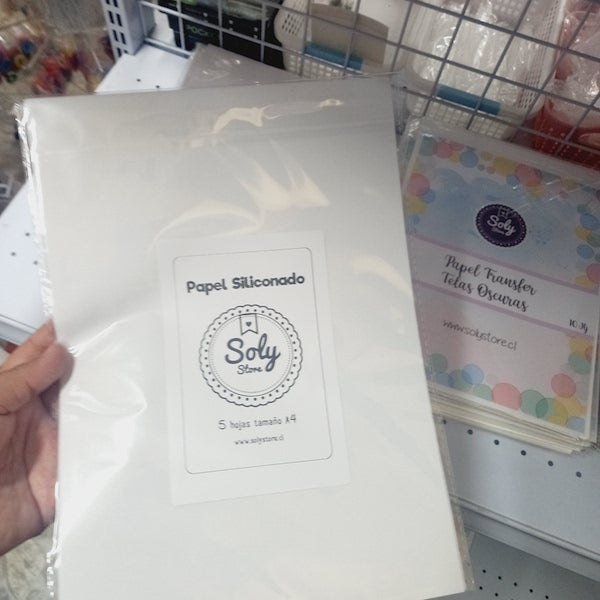 Papel Siliconado
Soly
Store
5 hojas tamaño A4
www.solystore.cl
Soly
Store
Papel Transfer
Telas Oscuras
www.solystore.cl